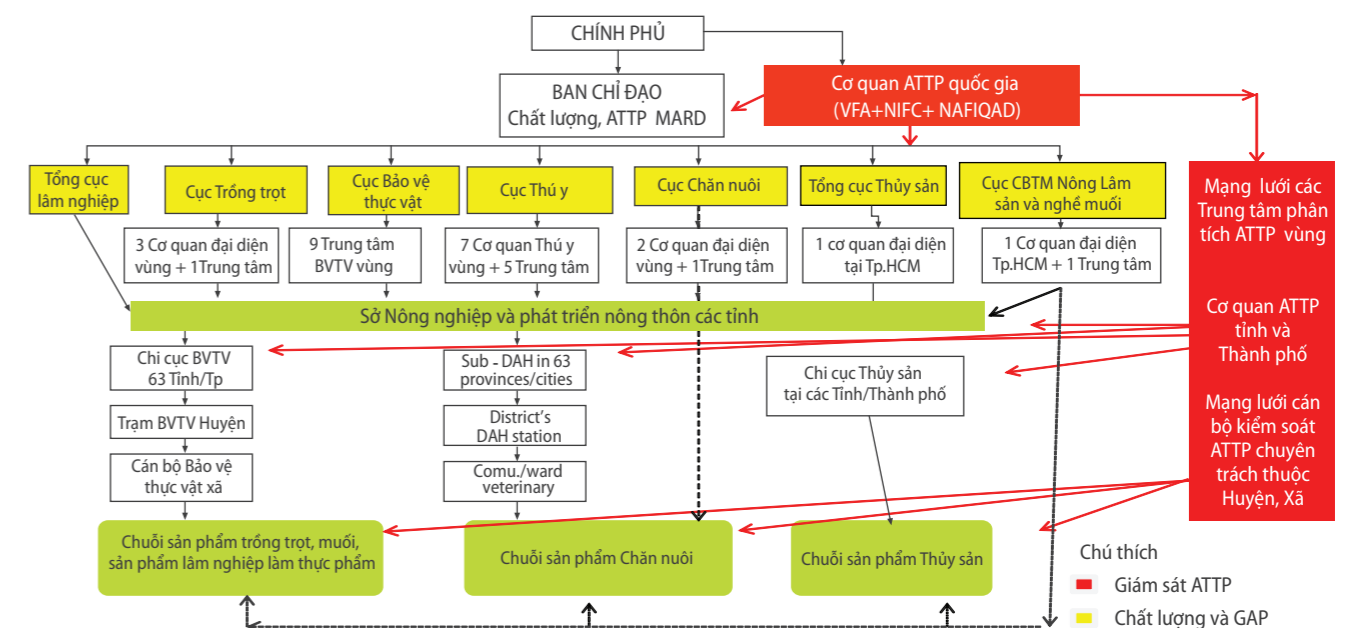 CHÍNH PHỦ
BAN CHỈ ĐẠO
Chất lượng, ATTP MARD
Cơ quan ATTP quốc gia
(VFA+NIFC+ NAFIQAD)
Tổng cục
lâm nghiệp
Cục Trồng trọt
Cục Bảo vệ
thực vật
Cục Thú y
Cục Chăn nuôi
Tổng cục Thủy sản
Cục CBTM Nông Lâm
sản và nghề muối
3 Cơ quan đại diện
vùng + 1Trung tâm
9 Trung tâm
BVTV vùng
7 Cơ quan Thú y
vùng + 5 Trung tâm
2 Cơ quan đại diện
vùng + 1Trung tâm
1 cơ quan đại diện
tại Tp.HCM
1 Cơ quan đại diện
Tp.HCM + 1 Trung tâm
Sở Nông nghiệp và phát triển nông thôn các tỉnh
Chi cục BVTV
63 Tỉnh/Tp
Trạm BVTV Huyện
Cán bộ Bảo vệ
thực vật xã
Sub - DAH in 63
provinces/cities
District's
DAH station
Comu./ward
veterinary
Chi cục Thủy sản
tại các Tỉnh/Thành phố
Chuỗi sản phẩm trồng trọt, muối,
sản phẩm lâm nghiệp làm thực phẩm
Chuỗi sản phẩm Chăn nuôi
Chuỗi sản phẩm Thủy sản
Mạng lưới các
Trung tâm phân
tích ATTP vùng
Cơ quan ATTP
tỉnh và
Thành phố
Mạng lưới cán
bộ kiểm soát
ATTP chuyên
trách thuộc
Huyện, Xã
Chú thích
Giám sát ATTP
Chất lượng và GAP